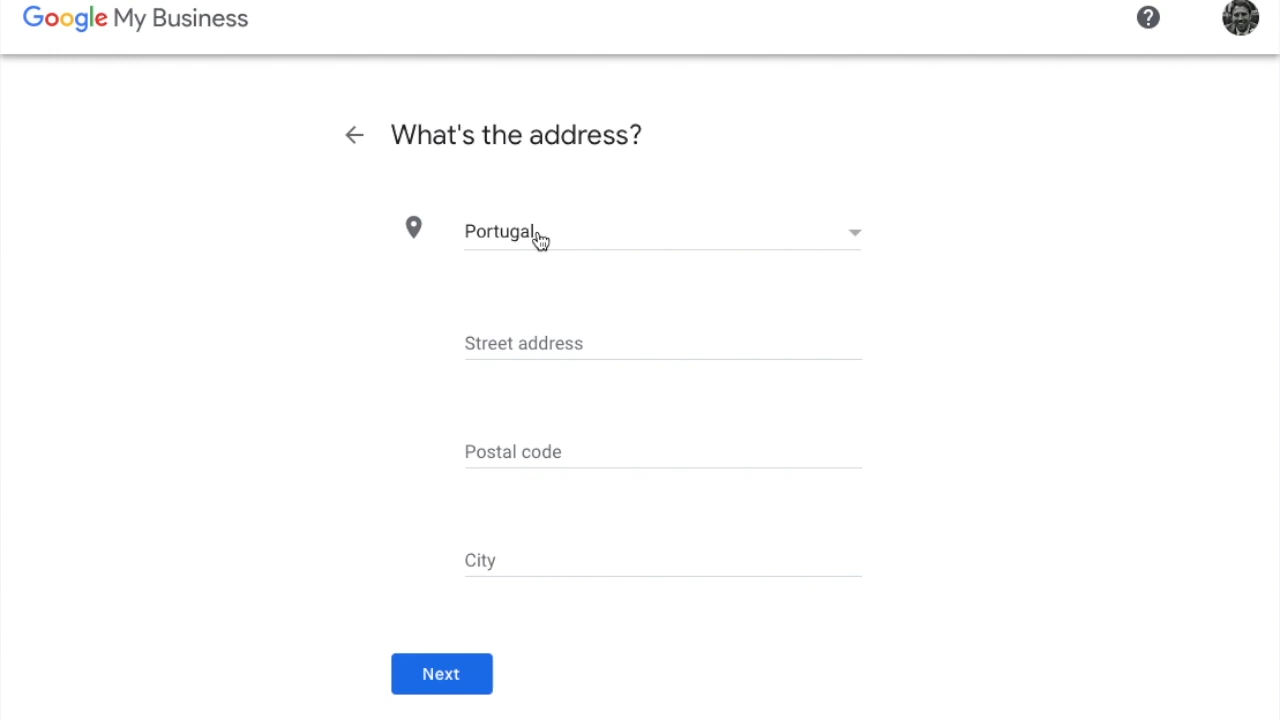 Google My Business
What's the address?
Portugal
Street address
Postal code
City
Next